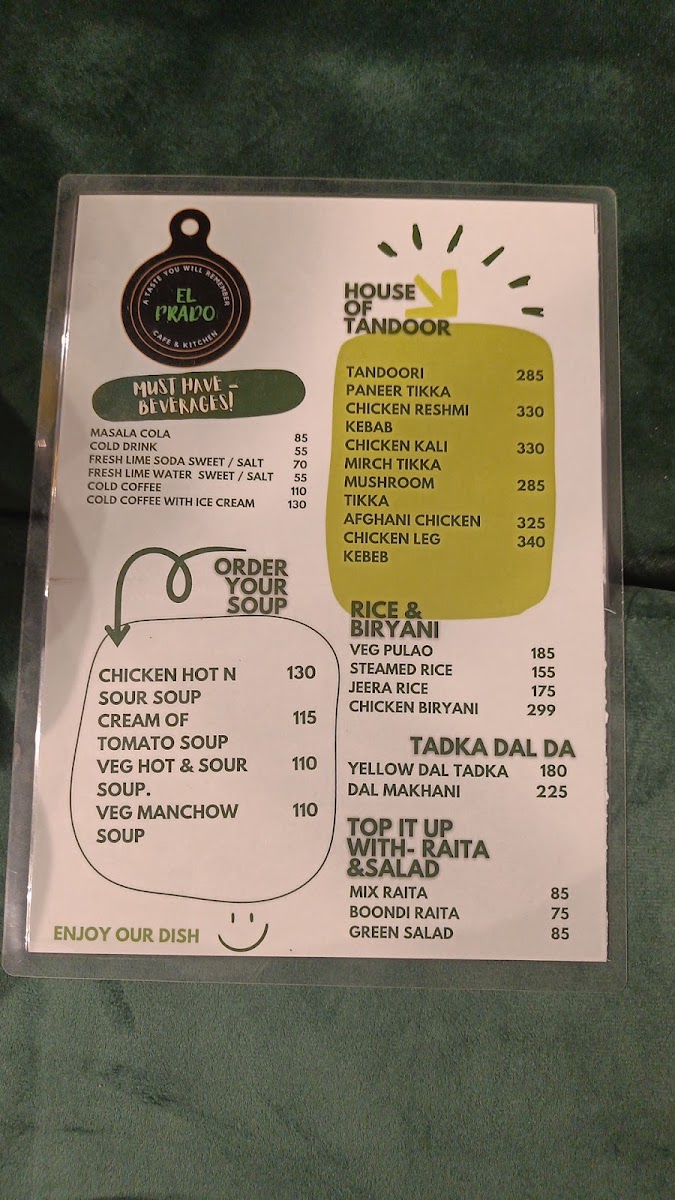 A TASTE YOU WILL REMEMBER
EL
PRADO
CAFE & KITCHEN
MUST HAVE -
BEVERAGES!
MASALA COLA 85
COLD DRINK 55
FRESH LIME SODA SWEET / SALT 70
FRESH LIME WATER SWEET / SALT 55
COLD COFFEE 110
COLD COFFEE WITH ICE CREAM 130
ORDER
YOUR
SOUP
CHICKEN HOT N 130
SOUR SOUP
CREAM OF 115
TOMATO SOUP
VEG HOT & SOUR 110
SOUP.
VEG MANCHOW 110
SOUP
ENJOY OUR DISH
HOUSE
OF
TANDOOR
TANDOORI 285
PANEER TIKKA
CHICKEN RESHMI 330
KEBAB
CHICKEN KALI 330
MIRCH TIKKA
MUSHROOM 285
TIKKA
AFGHANI CHICKEN 325
CHICKEN LEG 340
KEBEB
RICE &
BIRYANI
VEG PULAO 185
STEAMED RICE 155
JEERA RICE 175
CHICKEN BIRYANI 299
TADKA DAL DA
YELLOW DAL TADKA 180
DAL MAKHANI 225
TOP IT UP
WITH- RAITA
&SALAD
MIX RAITA 85
BOONDI RAITA 75
GREEN SALAD 85